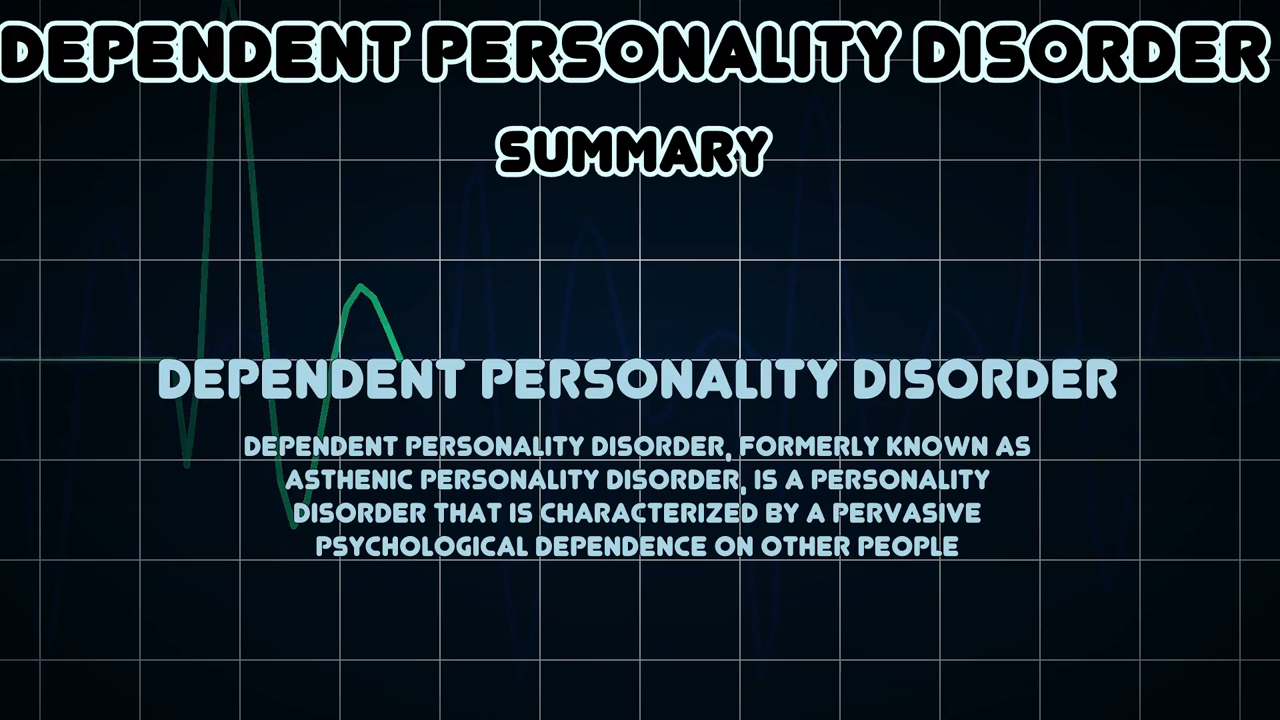 DEPENDENT PERSONALITY DISORDER
SUMMARY
DEPENDENT PERSONALITY DISORDER
DEPENDENT PERSONALITY DISORDER, FORMERLY KNOWN AS
ASTHENIC PERSONALITY DISORDER, IS A PERSONALITY
DISORDER THAT IS CHARACTERIZED BY A PERVASIVE
PSYCHOLOGICAL DEPENDENCE ON OTHER PEOPLE